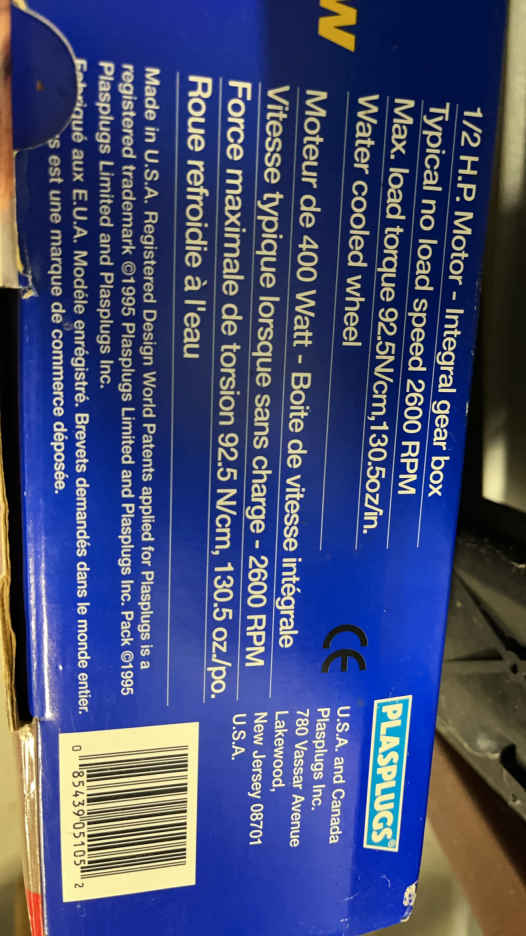 W
1/2 H.P. Motor - Integral gear box
Typical no load speed 2600 RPM
Max. load torque 92.5N/cm,130.5oz/in.
Water cooled wheel
Moteur de 400 Watt - Boite de vitesse intégrale
Vitesse typique lorsque sans charge - 2600 RPM
Force maximale de torsion 92.5 N/cm, 130.5 oz./po.
Roue refroidie à l'eau
Made in U.S.A. Registered Design World Patents applied for Plasplugs is a
registered trademark ©1995 Plasplugs Limited and Plasplugs Inc. Pack ©1995
Plasplugs Limited and Plasplugs Inc.
Fabriqué aux E.U.A. Modéle enrégistré. Brevets demandés dans le monde entier.
est une marque de commerce déposée.
CE
PLASPLUGS®
U.S.A. and Canada
Plasplugs Inc.
780 Vassar Avenue
Lakewood,
New Jersey 08701
U.S.A.
0 85439 05105 2